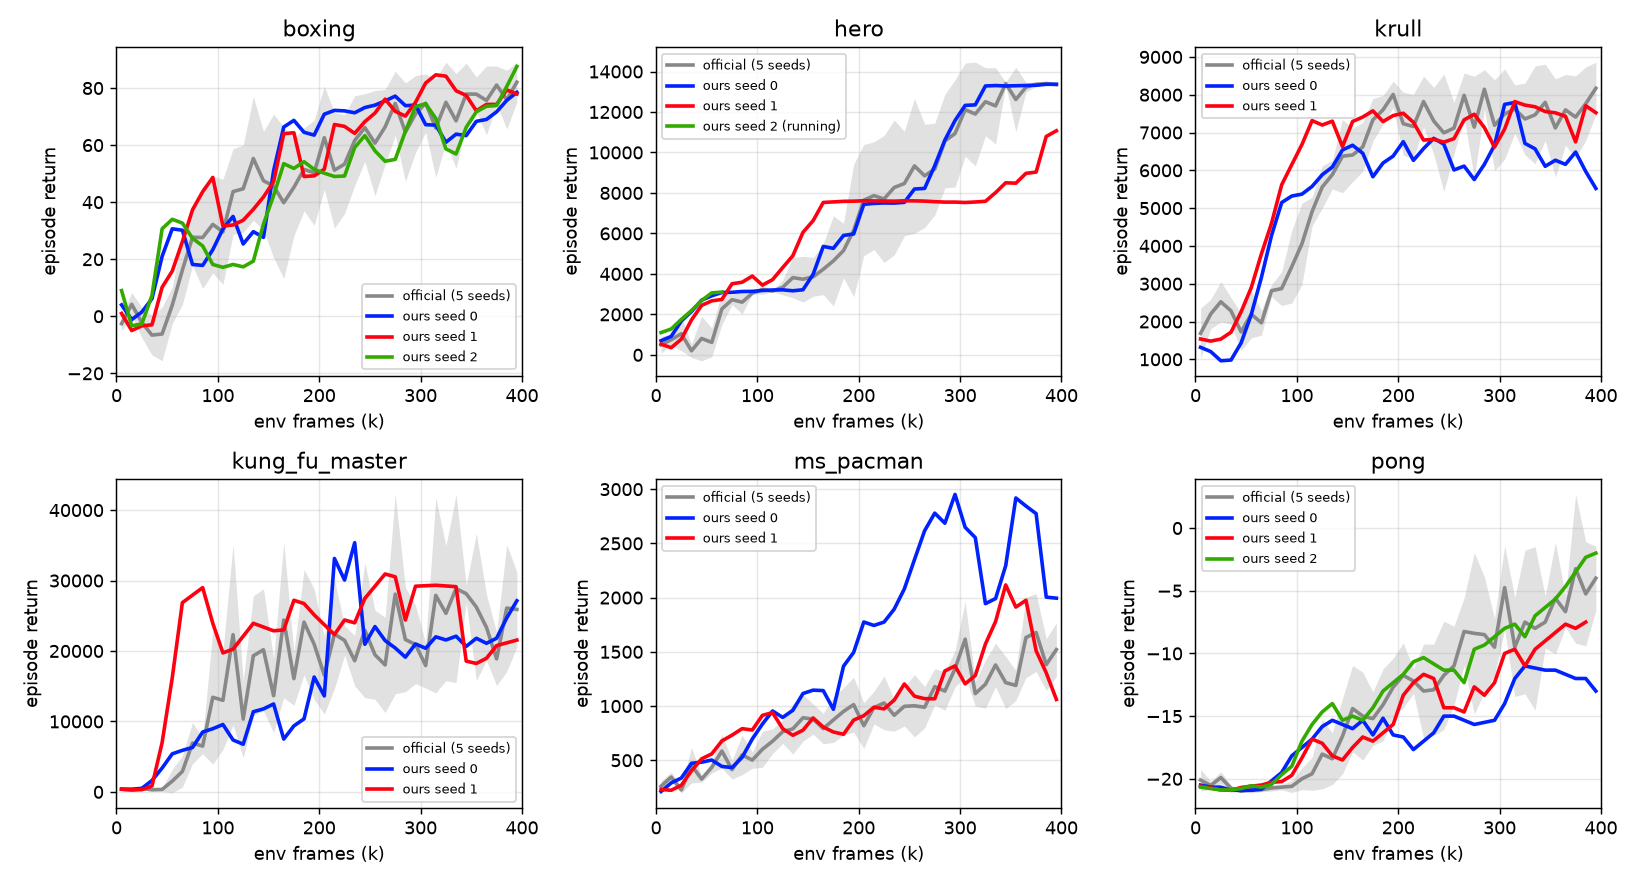 boxing
80
60
40
20
0
−20
episode return
official (5 seeds)
ours seed 0
ours seed 1
ours seed 2
0 100 200 300 400
env frames (k)
hero
14000
12000
10000
8000
6000
4000
2000
0
episode return
official (5 seeds)
ours seed 0
ours seed 1
ours seed 2 (running)
0 100 200 300 400
env frames (k)
krull
9000
8000
7000
6000
5000
4000
3000
2000
1000
episode return
official (5 seeds)
ours seed 0
ours seed 1
0 100 200 300 400
env frames (k)
kung_fu_master
40000
30000
20000
10000
0
episode return
official (5 seeds)
ours seed 0
ours seed 1
0 100 200 300 400
env frames (k)
ms_pacman
3000
2500
2000
1500
1000
500
episode return
official (5 seeds)
ours seed 0
ours seed 1
0 100 200 300 400
env frames (k)
pong
0
−5
−10
−15
−20
episode return
official (5 seeds)
ours seed 0
ours seed 1
ours seed 2
0 100 200 300 400
env frames (k)